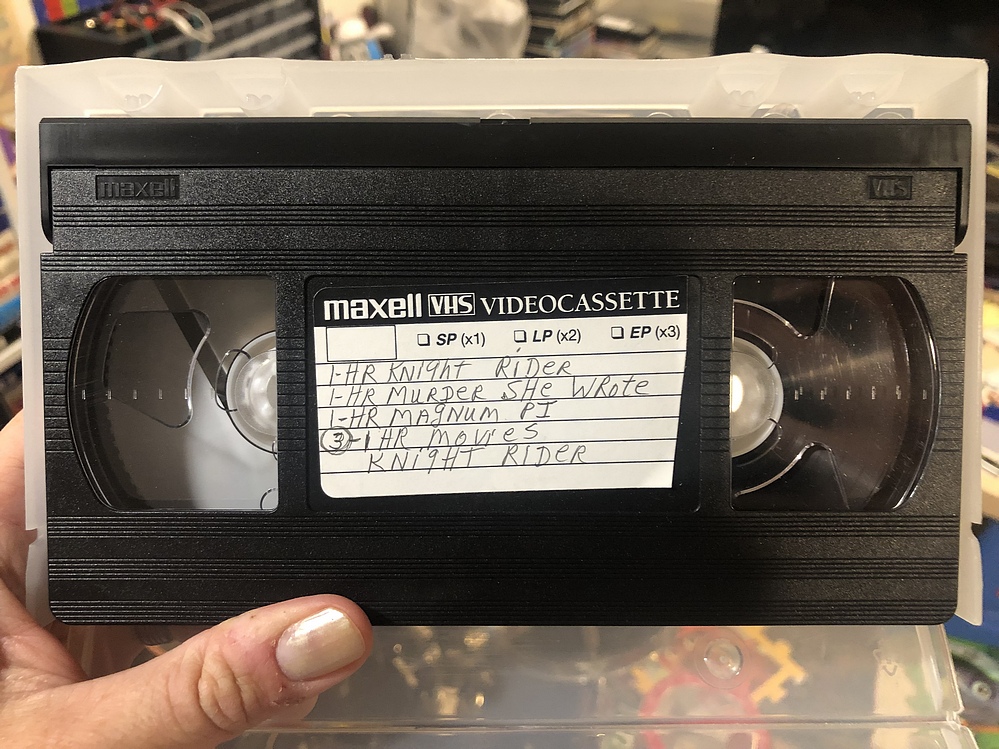 maxell
VHS
maxell VHS VIDEOCASSETTE
SP (x1) LP (x2) EP (x3)
1-HR KNIGHT RIDER
1-HR MURDER SHE WROTE
1-HR MAGNUM PI
3-1 HR MOVIES
KNIGHT RIDER